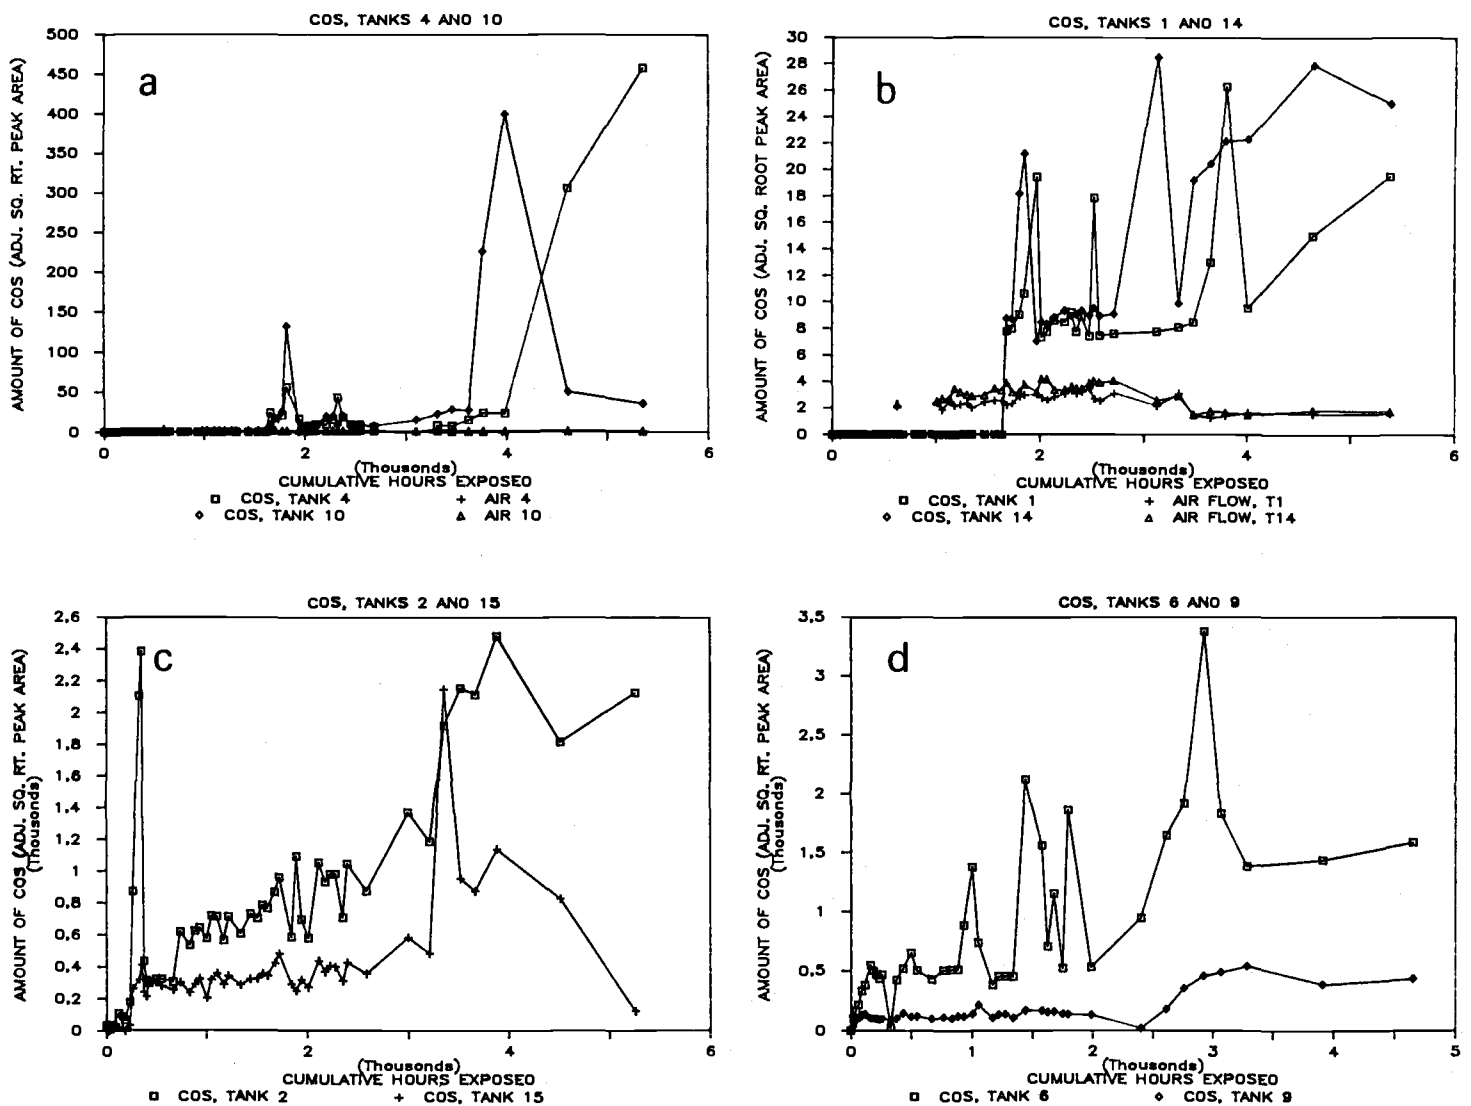 COS, TANKS 4 ANO 10
a
AMOUNT OF COS (ADJ. SQ. RT. PEAK AREA)
500
450
400
350
300
250
200
150
100
50
0
0 2 4 6
(Thousands)
CUMULATIVE HOURS EXPOSED
COS, TANK 4 AIR 4
COS, TANK 10 AIR 10
COS, TANKS 1 ANO 14
b
AMOUNT OF COS (ADJ. SQ. ROOT PEAK AREA)
30
28
26
24
22
20
18
16
14
12
10
8
6
4
2
0
0 2 4 6
(Thousands)
CUMULATIVE HOURS EXPOSED
COS, TANK 1 AIR FLOW, T1
COS, TANK 14 AIR FLOW, T14
COS, TANKS 2 ANO 15
c
AMOUNT OF COS (ADJ. SQ. RT. PEAK AREA)
(Thousands)
2.6
2.4
2.2
2
1.8
1.6
1.4
1.2
1
0.8
0.6
0.4
0.2
0
0 2 4 6
(Thousands)
CUMULATIVE HOURS EXPOSED
COS, TANK 2 COS, TANK 15
COS, TANKS 6 ANO 9
d
AMOUNT OF COS (ADJ. SQ. RT. PEAK AREA)
(Thousands)
3.5
3
2.5
2
1.5
1
0.5
0
0 1 2 3 4 5
(Thousands)
CUMULATIVE HOURS EXPOSED
COS, TANK 6 COS, TANK 9